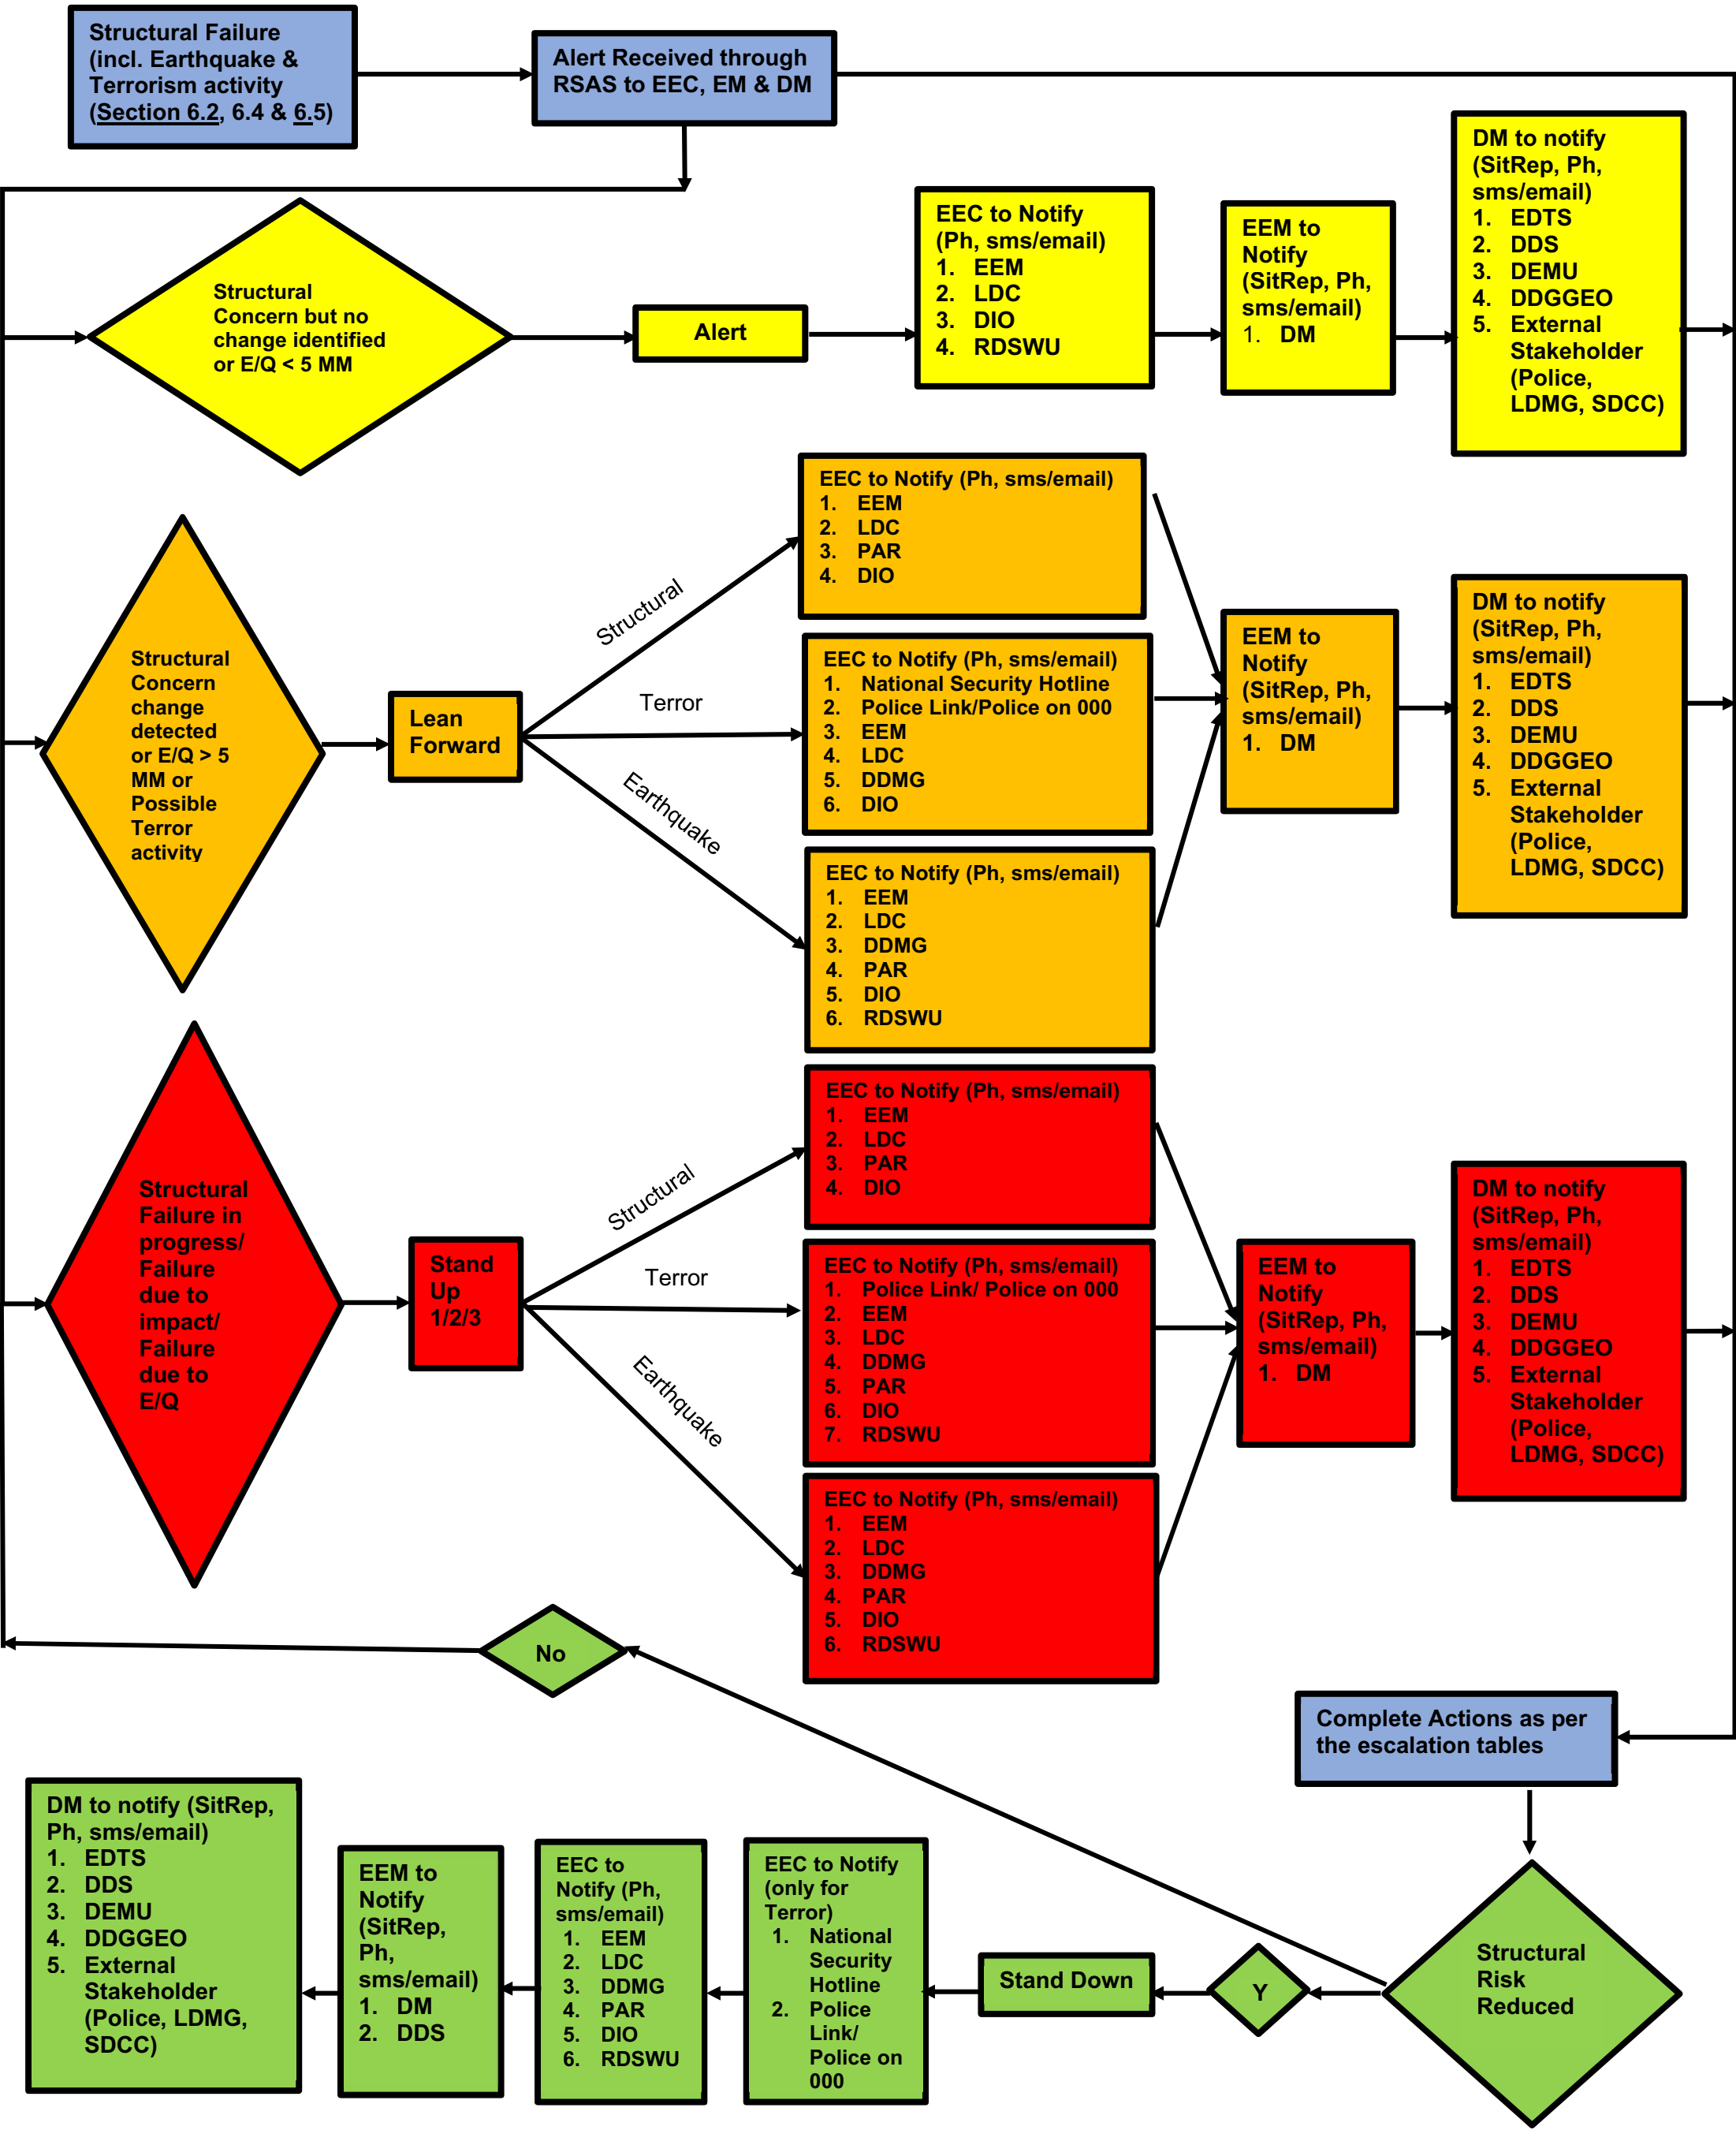 Structural Failure
(incl. Earthquake &
Terrorism activity
(Section 6.2, 6.4 & 6.5)
Alert Received through
RSAS to EEC, EM & DM
Structural
Concern but no
change identified
or E/Q < 5 MM
Alert
EEC to Notify
(Ph, sms/email)
1. EEM
2. LDC
3. DIO
4. RDSWU
EEM to
Notify
(SitRep, Ph,
sms/email)
1. DM
DM to notify
(SitRep, Ph,
sms/email)
1. EDTS
2. DDS
3. DEMU
4. DDGGEO
5. External
Stakeholder
(Police,
LDMG, SDCC)
Structural
Concern
change
detected
or E/Q > 5
MM or
Possible
Terror
activity
Lean
Forward
Structural
Terror
Earthquake
EEC to Notify (Ph, sms/email)
1. EEM
2. LDC
3. PAR
4. DIO
EEC to Notify (Ph, sms/email)
1. National Security Hotline
2. Police Link/Police on 000
3. EEM
4. LDC
5. DDMG
6. DIO
EEC to Notify (Ph, sms/email)
1. EEM
2. LDC
3. DDMG
4. PAR
5. DIO
6. RDSWU
EEM to
Notify
(SitRep, Ph,
sms/email)
1. DM
DM to notify
(SitRep, Ph,
sms/email)
1. EDTS
2. DDS
3. DEMU
4. DDGGEO
5. External
Stakeholder
(Police,
LDMG, SDCC)
Structural
Failure in
progress/
Failure
due to
impact/
Failure
due to
E/Q
Stand
Up
1/2/3
Structural
Terror
Earthquake
EEC to Notify (Ph, sms/email)
1. EEM
2. LDC
3. PAR
4. DIO
EEC to Notify (Ph, sms/email)
1. Police Link/ Police on 000
2. EEM
3. LDC
4. DDMG
5. PAR
6. DIO
7. RDSWU
EEC to Notify (Ph, sms/email)
1. EEM
2. LDC
3. DDMG
4. PAR
5. DIO
6. RDSWU
EEM to
Notify
(SitRep, Ph,
sms/email)
1. DM
DM to notify
(SitRep, Ph,
sms/email)
1. EDTS
2. DDS
3. DEMU
4. DDGGEO
5. External
Stakeholder
(Police,
LDMG, SDCC)
No
Complete Actions as per
the escalation tables
Structural
Risk
Reduced
Y
Stand Down
EEC to Notify
(only for
Terror)
1. National
Security
Hotline
2. Police
Link/
Police on
000
EEC to
Notify (Ph,
sms/email)
1. EEM
2. LDC
3. DDMG
4. PAR
5. DIO
6. RDSWU
EEM to
Notify
(SitRep,
Ph,
sms/email)
1. DM
2. DDS
DM to notify (SitRep,
Ph, sms/email)
1. EDTS
2. DDS
3. DEMU
4. DDGGEO
5. External
Stakeholder
(Police, LDMG,
SDCC)